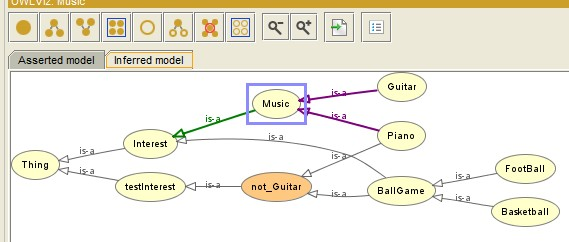 OWLViz: Music
Asserted model
Inferred model
Guitar
is-a
Music
is-a
is-a
Piano
Interest
is-a
is-a
is-a
Thing
is-a
testInterest
is-a
not_Guitar
is-a
BallGame
is-a
FootBall
is-a
Basketball